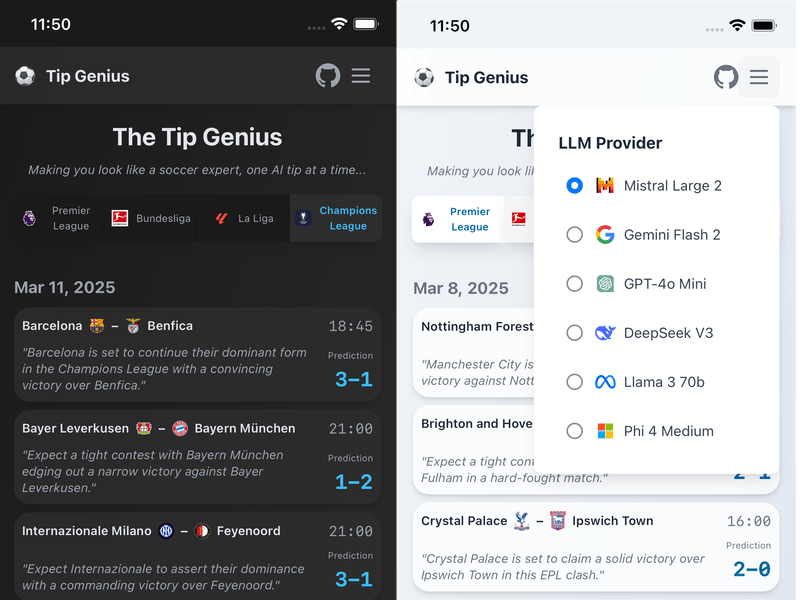 11:50
Tip Genius
The Tip Genius
Making you look like a soccer expert, one AI tip at a time...
Premier
League
Bundesliga
La Liga
Champions
League
Mar 11, 2025
Barcelona – Benfica
18:45
"Barcelona is set to continue their dominant form
in the Champions League with a convincing
victory over Benfica."
Prediction
3–1
Bayer Leverkusen – Bayern München
21:00
"Expect a tight contest with Bayern München
edging out a narrow victory against Bayer
Leverkusen."
Prediction
1–2
Internazionale Milano – Feyenoord
21:00
"Expect Internazionale to assert their dominance
with a commanding victory over Feyenoord."
Prediction
3–1
11:50
Tip Genius
Th
Making you look li
Premier
League
Mar 8, 2025
Nottingham Forest
"Manchester City is
victory against Nott
Brighton and Hove
"Expect a tight cont
Fulham in a hard-fought match."
2–1
Crystal Palace – Ipswich Town
16:00
"Crystal Palace is set to claim a solid victory over
Ipswich Town in this EPL clash."
Prediction
2–0
LLM Provider
Mistral Large 2
Gemini Flash 2
GPT-4o Mini
DeepSeek V3
Llama 3 70b
Phi 4 Medium